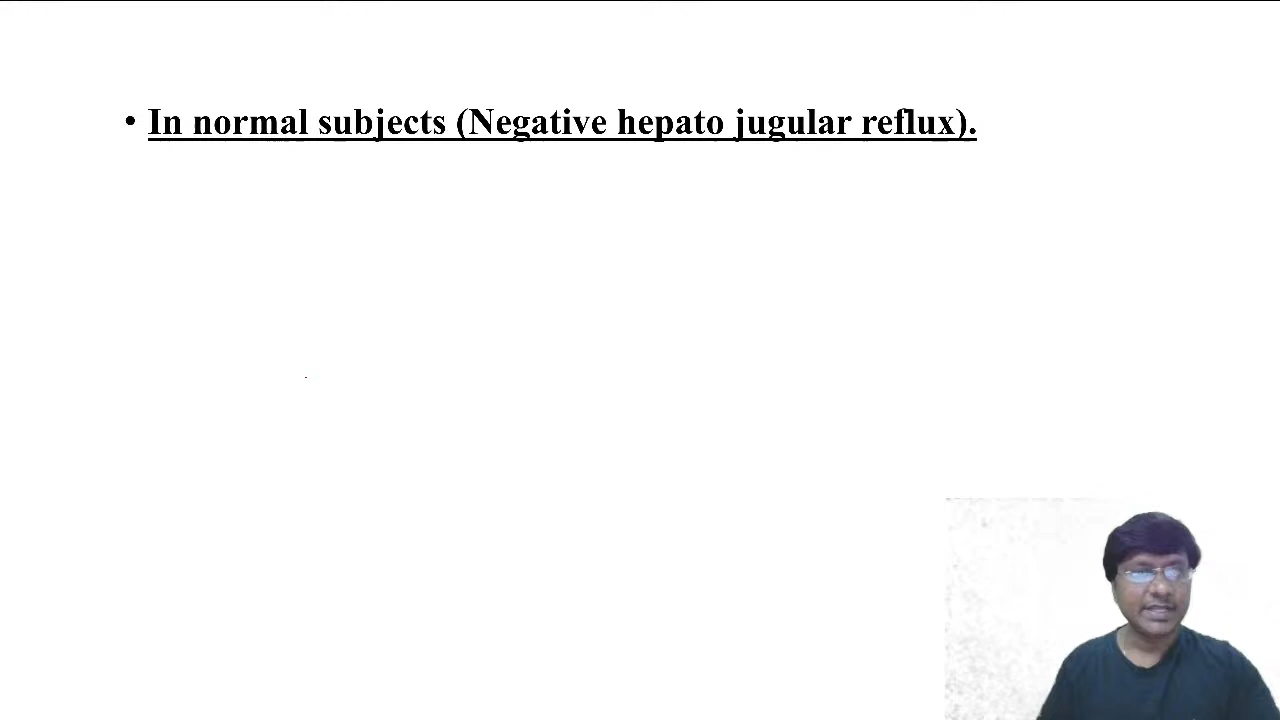 • In normal subjects (Negative hepato jugular reflux).